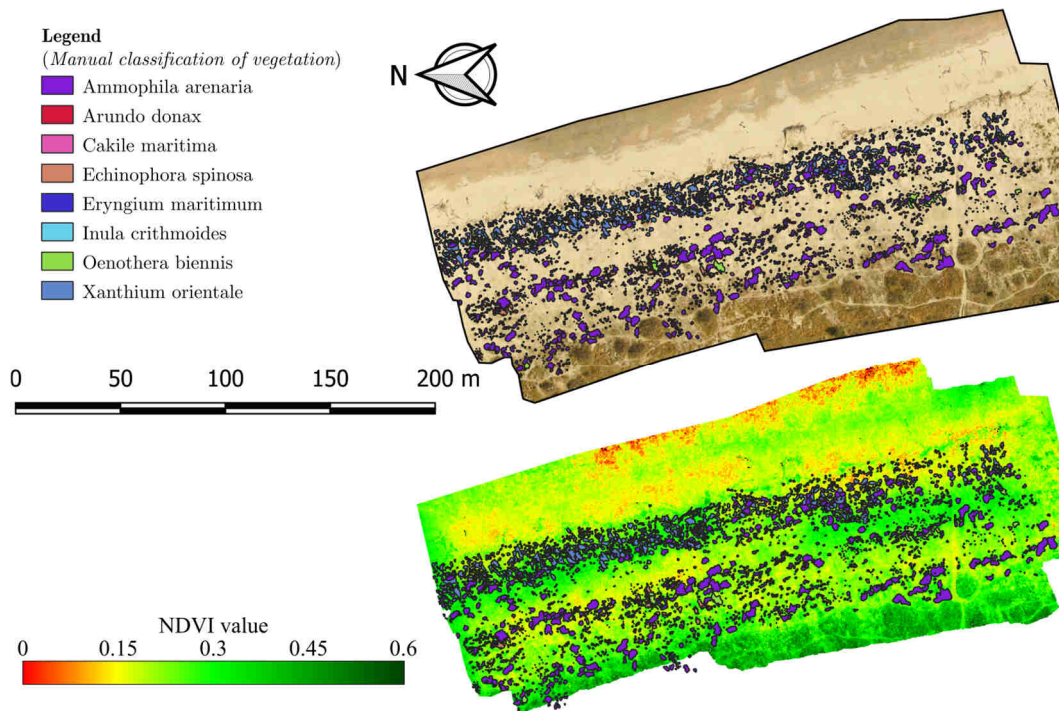 Legend
(Manual classification of vegetation)
Ammophila arenaria
Arundo donax
Cakile maritima
Echinophora spinosa
Eryngium maritimum
Inula crithmoides
Oenothera biennis
Xanthium orientale
N
0 50 100 150 200 m
NDVI value
0 0.15 0.3 0.45 0.6